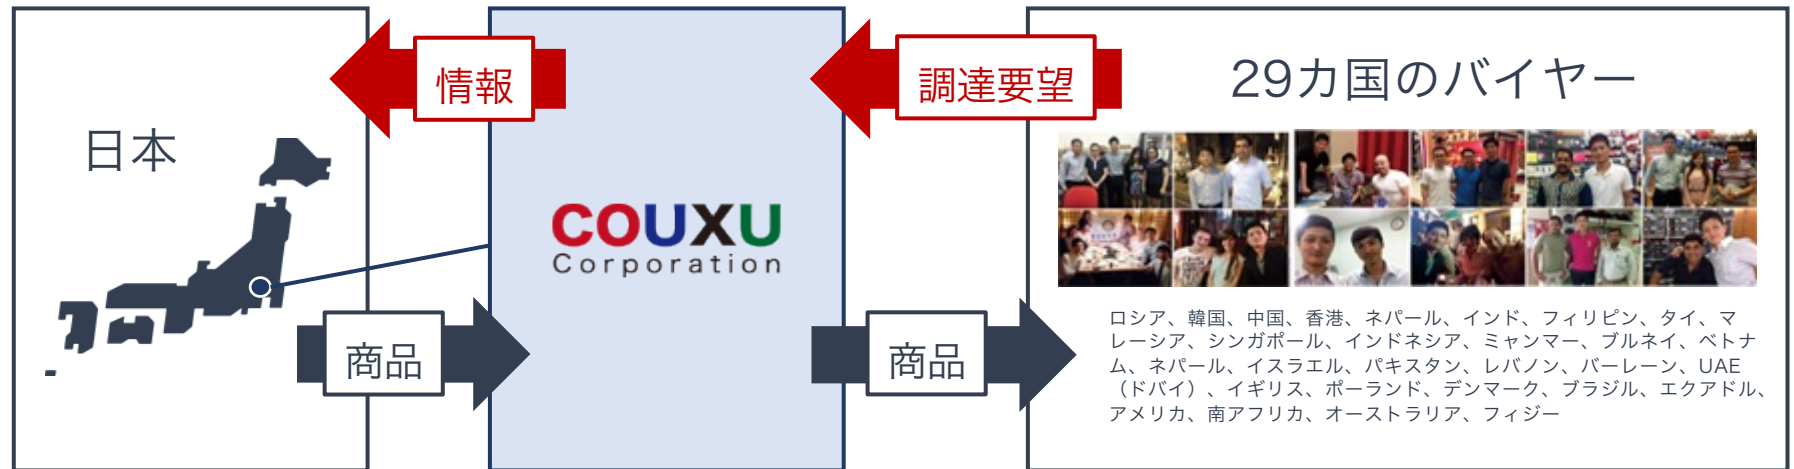 情報
調達要望
29カ国のバイヤー
日本
COUXU
Corporation
ロシア、韓国、中国、香港、ネパール、インド、フィリピン、タイ、マ
レーシア、シンガポール、インドネシア、ミャンマー、ブルネイ、ベトナ
ム、ネパール、イスラエル、パキスタン、レバノン、バーレーン、UAE
（ドバイ）、イギリス、ポーランド、デンマーク、ブラジル、エクアドル、
アメリカ、南アフリカ、オーストラリア、フィジー
商品
商品